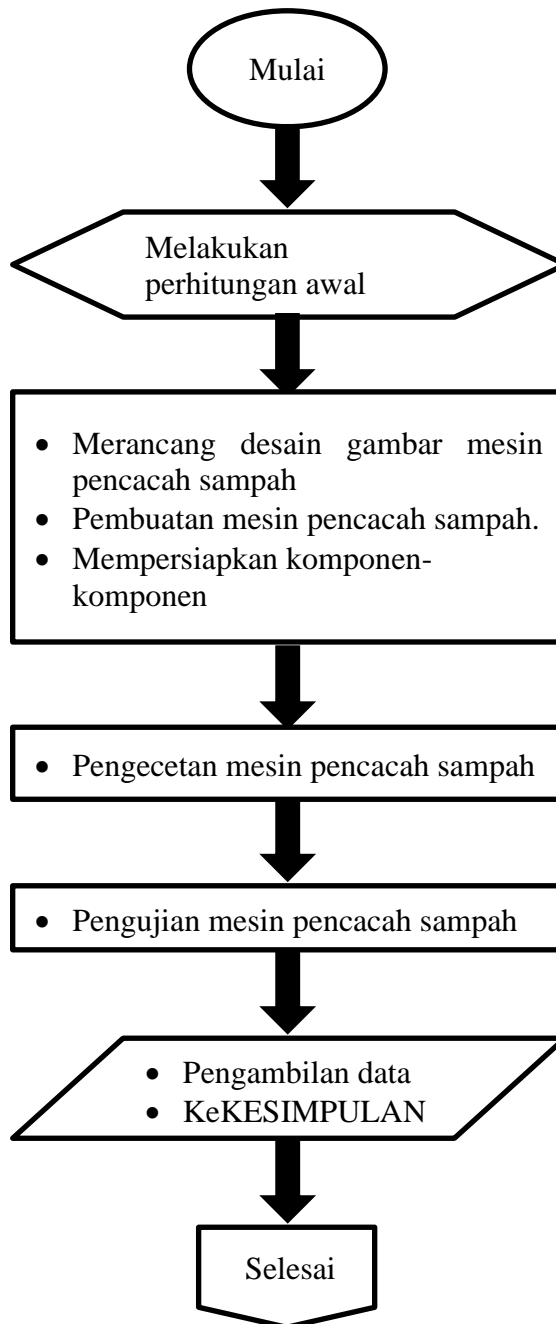 Mulai
Melakukan
perhitungan awal
• Merancang desain gambar mesin
pencacah sampah
• Pembuatan mesin pencacah sampah.
• Mempersiapkan komponen-
komponen
• Pengecetan mesin pencacah sampah
• Pengujian mesin pencacah sampah
• Pengambilan data
• KeKESIMPULAN
Selesai